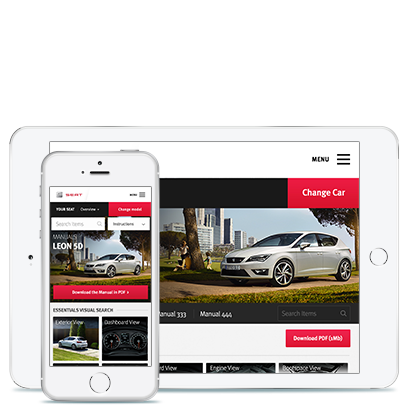 MENU
Change Car
Manual 333
Manual 444
Search Items
Download PDF (1Mb)
Engine View
Bootspace View
SEAT
MENU
YOUR SEAT
Overview
Change model
Search Items
Instructions
MANUALS
LEON 5D
Download the Manual in PDF
ESSENTIALS VISUAL SEARCH
Exterior View
Dashboard View